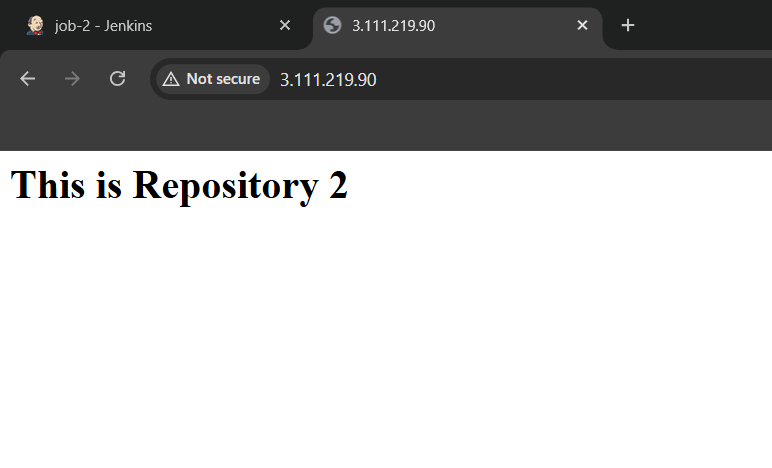 job-2 - Jenkins
3.111.219.90
Not secure
3.111.219.90
This is Repository 2